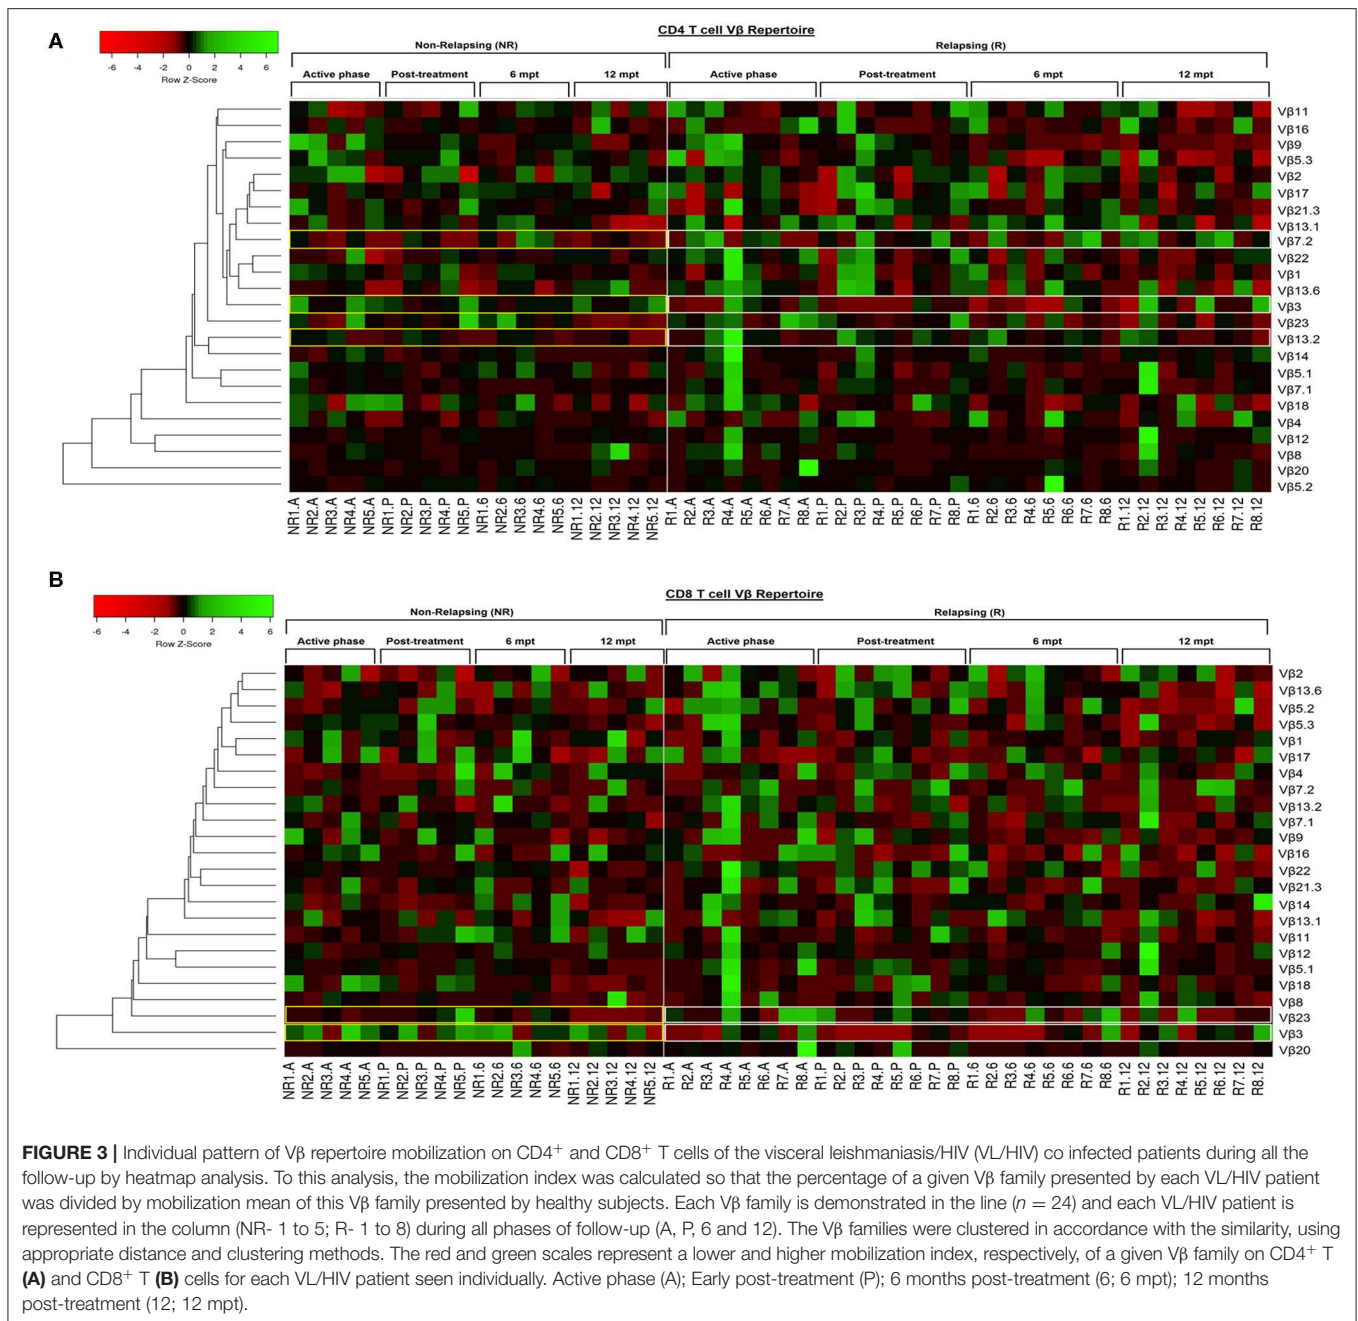 A
CD4 T cell Vβ Repertoire
Non-Relapsing (NR)
Relapsing (R)
Active phase
Post-treatment
6 mpt
12 mpt
Active phase
Post-treatment
6 mpt
12 mpt
-6 -4 -2 0 2 4 6
Row Z-Score
Vβ11
Vβ16
Vβ9
Vβ5.3
Vβ2
Vβ17
Vβ21.3
Vβ13.1
Vβ7.2
Vβ22
Vβ1
Vβ13.6
Vβ3
Vβ23
Vβ13.2
Vβ14
Vβ5.1
Vβ7.1
Vβ18
Vβ4
Vβ12
Vβ8
Vβ20
Vβ5.2
NR1.A NR2.A NR3.A NR4.A NR5.A NR1.P NR2.P NR3.P NR4.P NR5.P NR1.6 NR2.6 NR3.6 NR4.6 NR5.6 NR1.12 NR2.12 NR3.12 NR4.12 NR5.12 R1.A R2.A R3.A R4.A R5.A R6.A R7.A R8.A R1.P R2.P R3.P R4.P R5.P R6.P R7.P R8.P R1.6 R2.6 R3.6 R4.6 R5.6 R6.6 R7.6 R8.6 R1.12 R2.12 R3.12 R4.12 R5.12 R6.12 R7.12 R8.12
B
CD8 T cell Vβ Repertoire
Non-Relapsing (NR)
Relapsing (R)
Active phase
Post-treatment
6 mpt
12 mpt
Active phase
Post-treatment
6 mpt
12 mpt
-6 -4 -2 0 2 4 6
Row Z-Score
Vβ2
Vβ13.6
Vβ5.2
Vβ5.3
Vβ1
Vβ17
Vβ4
Vβ7.2
Vβ13.2
Vβ7.1
Vβ9
Vβ16
Vβ22
Vβ21.3
Vβ14
Vβ13.1
Vβ11
Vβ12
Vβ5.1
Vβ18
Vβ8
Vβ23
Vβ3
Vβ20
NR1.A NR2.A NR3.A NR4.A NR5.A NR1.P NR2.P NR3.P NR4.P NR5.P NR1.6 NR2.6 NR3.6 NR4.6 NR5.6 NR1.12 NR2.12 NR3.12 NR4.12 NR5.12 R1.A R2.A R3.A R4.A R5.A R6.A R7.A R8.A R1.P R2.P R3.P R4.P R5.P R6.P R7.P R8.P R1.6 R2.6 R3.6 R4.6 R5.6 R6.6 R7.6 R8.6 R1.12 R2.12 R3.12 R4.12 R5.12 R6.12 R7.12 R8.12
FIGURE 3 | Individual pattern of Vβ repertoire mobilization on CD4+ and CD8+ T cells of the visceral leishmaniasis/HIV (VL/HIV) co infected patients during all the
follow-up by heatmap analysis. To this analysis, the mobilization index was calculated so that the percentage of a given Vβ family presented by each VL/HIV patient
was divided by mobilization mean of this Vβ family presented by healthy subjects. Each Vβ family is demonstrated in the line (n = 24) and each VL/HIV patient is
represented in the column (NR- 1 to 5; R- 1 to 8) during all phases of follow-up (A, P, 6 and 12). The Vβ families were clustered in accordance with the similarity, using
appropriate distance and clustering methods. The red and green scales represent a lower and higher mobilization index, respectively, of a given Vβ family on CD4+ T
(A) and CD8+ T (B) cells for each VL/HIV patient seen individually. Active phase (A); Early post-treatment (P); 6 months post-treatment (6; 6 mpt); 12 months
post-treatment (12; 12 mpt).